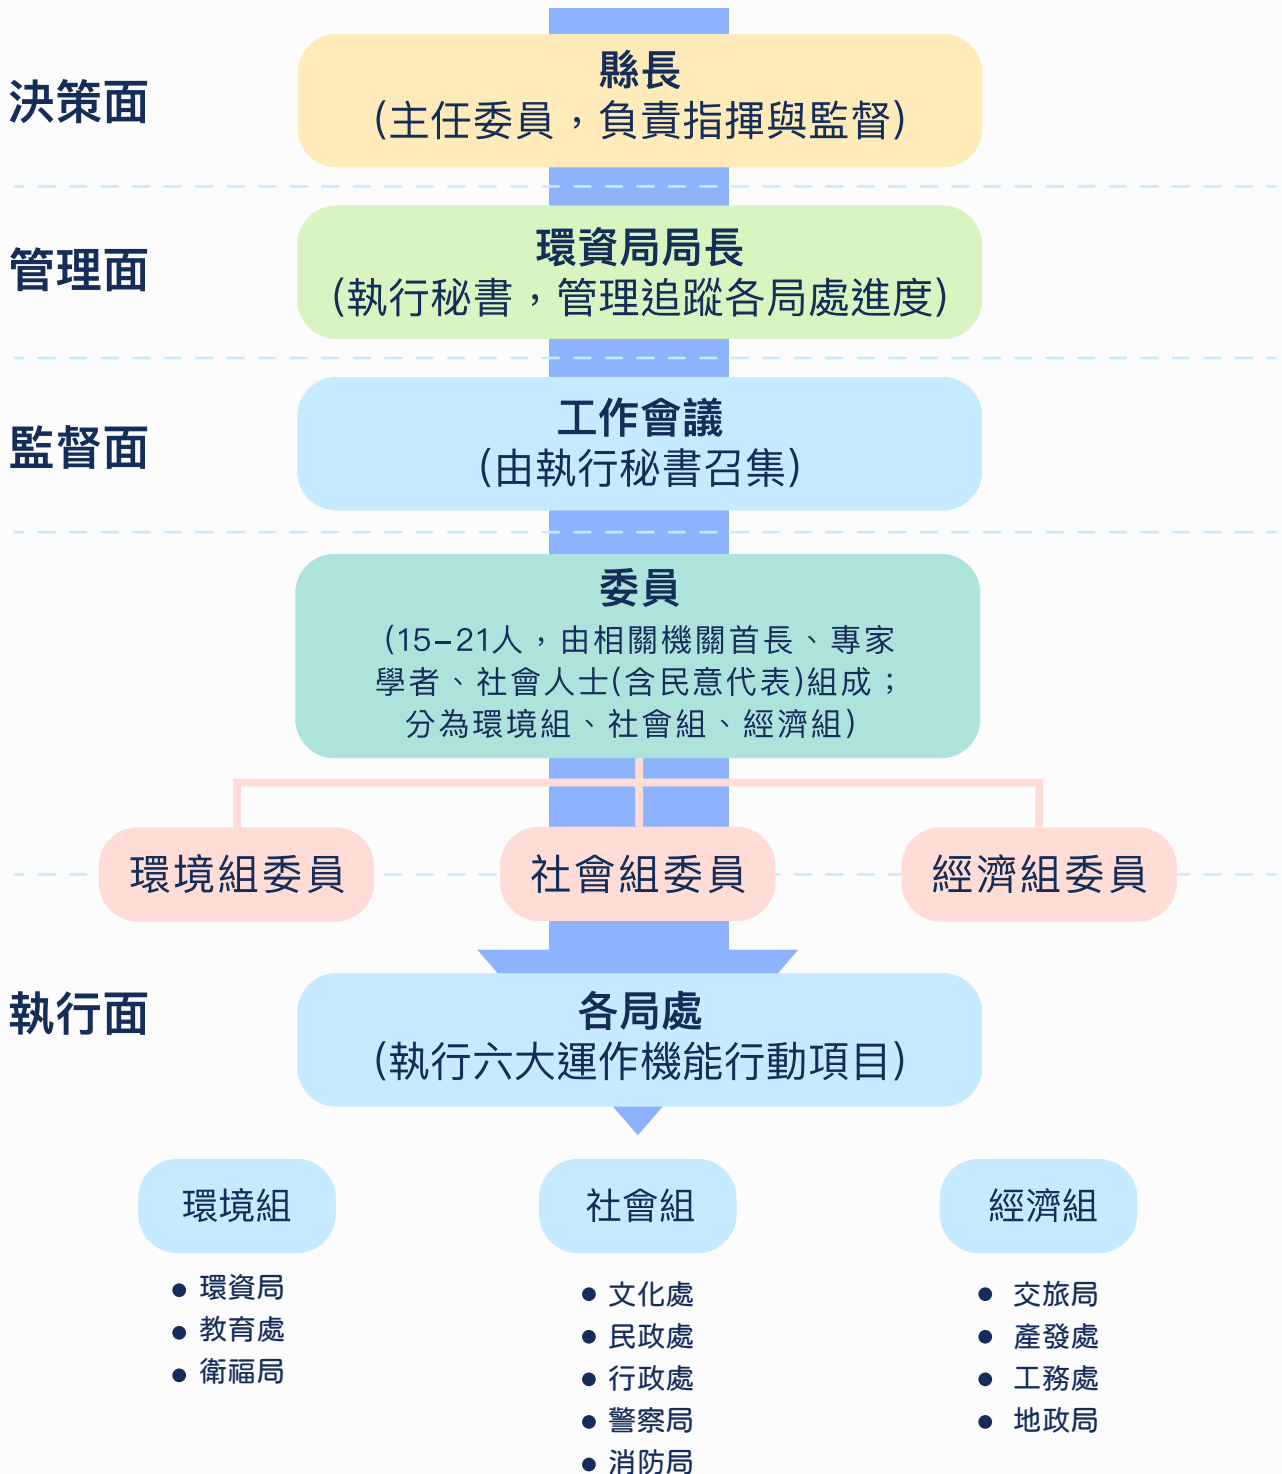 決策面
縣長
(主任委員，負責指揮與監督)
管理面
環資局局長
(執行秘書，管理追蹤各局處進度)
監督面
工作會議
(由執行秘書召集)
委員
(15-21人，由相關機關首長、專家
學者、社會人士(含民意代表)組成；
分為環境組、社會組、經濟組)
環境組委員
社會組委員
經濟組委員
執行面
各局處
(執行六大運作機能行動項目)
環境組
● 環資局
● 教育處
● 衛福局
社會組
● 文化處
● 民政處
● 行政處
● 警察局
● 消防局
經濟組
● 交旅局
● 產發處
● 工務處
● 地政局